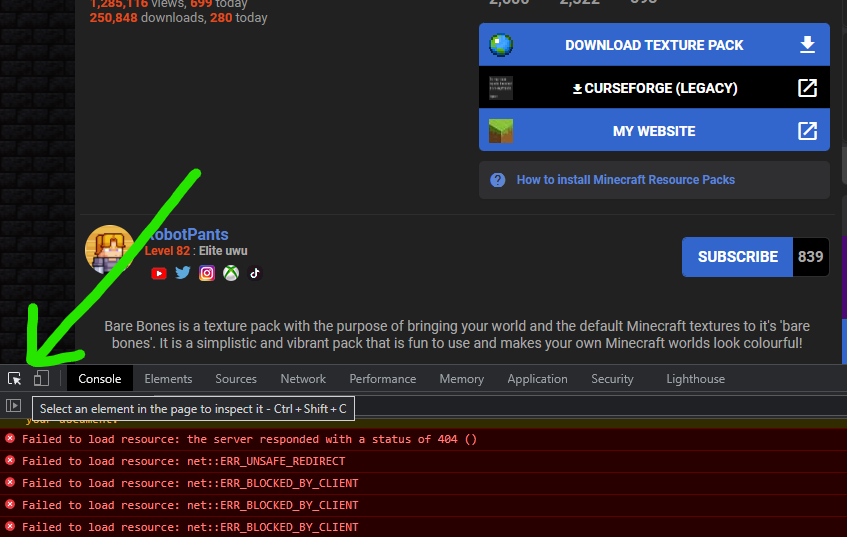 1,285,116 views, 699 today
250,848 downloads, 280 today
DOWNLOAD TEXTURE PACK
CURSEFORGE (LEGACY)
MY WEBSITE
How to install Minecraft Resource Packs
RobotPants
Level 82 : Elite uwu
SUBSCRIBE 839
Bare Bones is a texture pack with the purpose of bringing your world and the default Minecraft textures to it's 'bare
bones'. It is a simplistic and vibrant pack that is fun to use and makes your own Minecraft worlds look colourful!
Console Elements Sources Network Performance Memory Application Security Lighthouse
Select an element in the page to inspect it - Ctrl + Shift + C
your document.
Failed to load resource: the server responded with a status of 404 ()
Failed to load resource: net::ERR_UNSAFE_REDIRECT
Failed to load resource: net::ERR_BLOCKED_BY_CLIENT
Failed to load resource: net::ERR_BLOCKED_BY_CLIENT
Failed to load resource: net::ERR_BLOCKED_BY_CLIENT